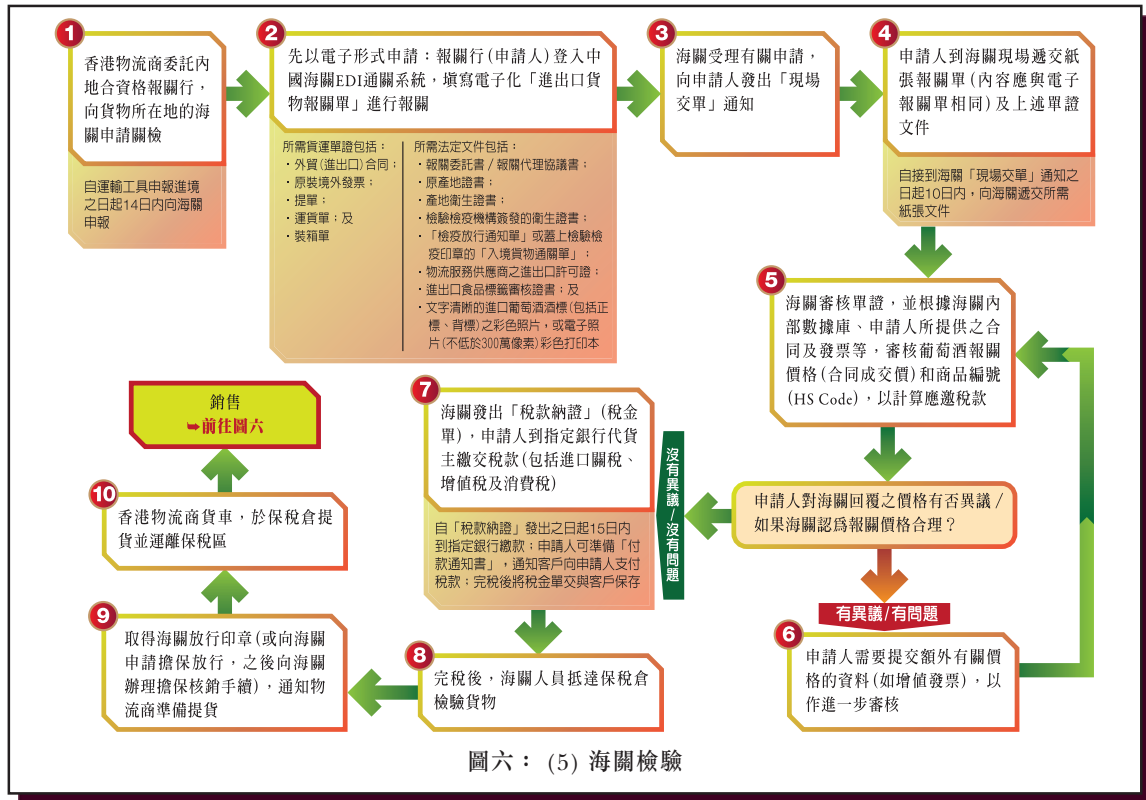 1
香港物流商委託內
地合資格報關行，
向貨物所在地的海
關申請關檢
自運輸工具申報進境
之日起14日內向海關
申報
2
先以電子形式申請：報關行（申請人）登入中
國海關EDI通關系統，填寫電子化「進出口貨
物報關單」進行報關
所需貨運單證包括：
・外貿（進出口）合同；
・原裝境外發票；
・提單；
・運貨單；及
・裝箱單
所需法定文件包括：
・報關委託書／報關代理協議書；
・原產地證書；
・產地衛生證書；
・檢驗檢疫機構簽發的衛生證書；
・「檢疫放行通知單」或蓋上檢驗檢
疫印章的「入境貨物通關單」；
・物流服務供應商之進出口許可證；
・進出口食品標籤審核證書；及
・文字清晰的進口葡萄酒酒標（包括正
標、背標）之彩色照片，或電子照
片（不低於300萬像素）彩色打印本
3
海關受理有關申請，
向申請人發出「現場
交單」通知
4
申請人到海關現場遞交紙
張報關單（內容應與電子
報關單相同）及上述單證
文件
自接到海關「現場交單」通知之
日起10日內，向海關遞交所需
紙張文件
5
海關審核單證，並根據海關內
部數據庫、申請人所提供之合
同及發票等，審核葡萄酒報關
價格（合同成交價）和商品編號
（HS Code），以計算應邀稅款
申請人對海關回覆之價格有否異議／
如果海關認爲報關價格合理？
有異議/有問題
6
申請人需要提交額外有關價
格的資料（如增值發票），以
作進一步審核
沒有異議/沒有問題
7
海關發出「稅款納證」（稅金
單），申請人到指定銀行代貨
主繳交稅款（包括進口關稅、
增值稅及消費稅）
自「稅款納證」發出之日起15日內
到指定銀行繳款；申請人可準備「付
款通知書」，通知客戶向申請人支付
稅款；完稅後將稅金單交與客戶保存
8
完稅後，海關人員抵達保稅倉
檢驗貨物
9
取得海關放行印章（或向海關
申請擔保放行，之後向海關
辦理擔保核銷手續），通知物
流商準備提貨
10
香港物流商貨車，於保稅倉提
貨並運離保稅區
銷售
➥前往圖六
圖六： (5) 海關檢驗